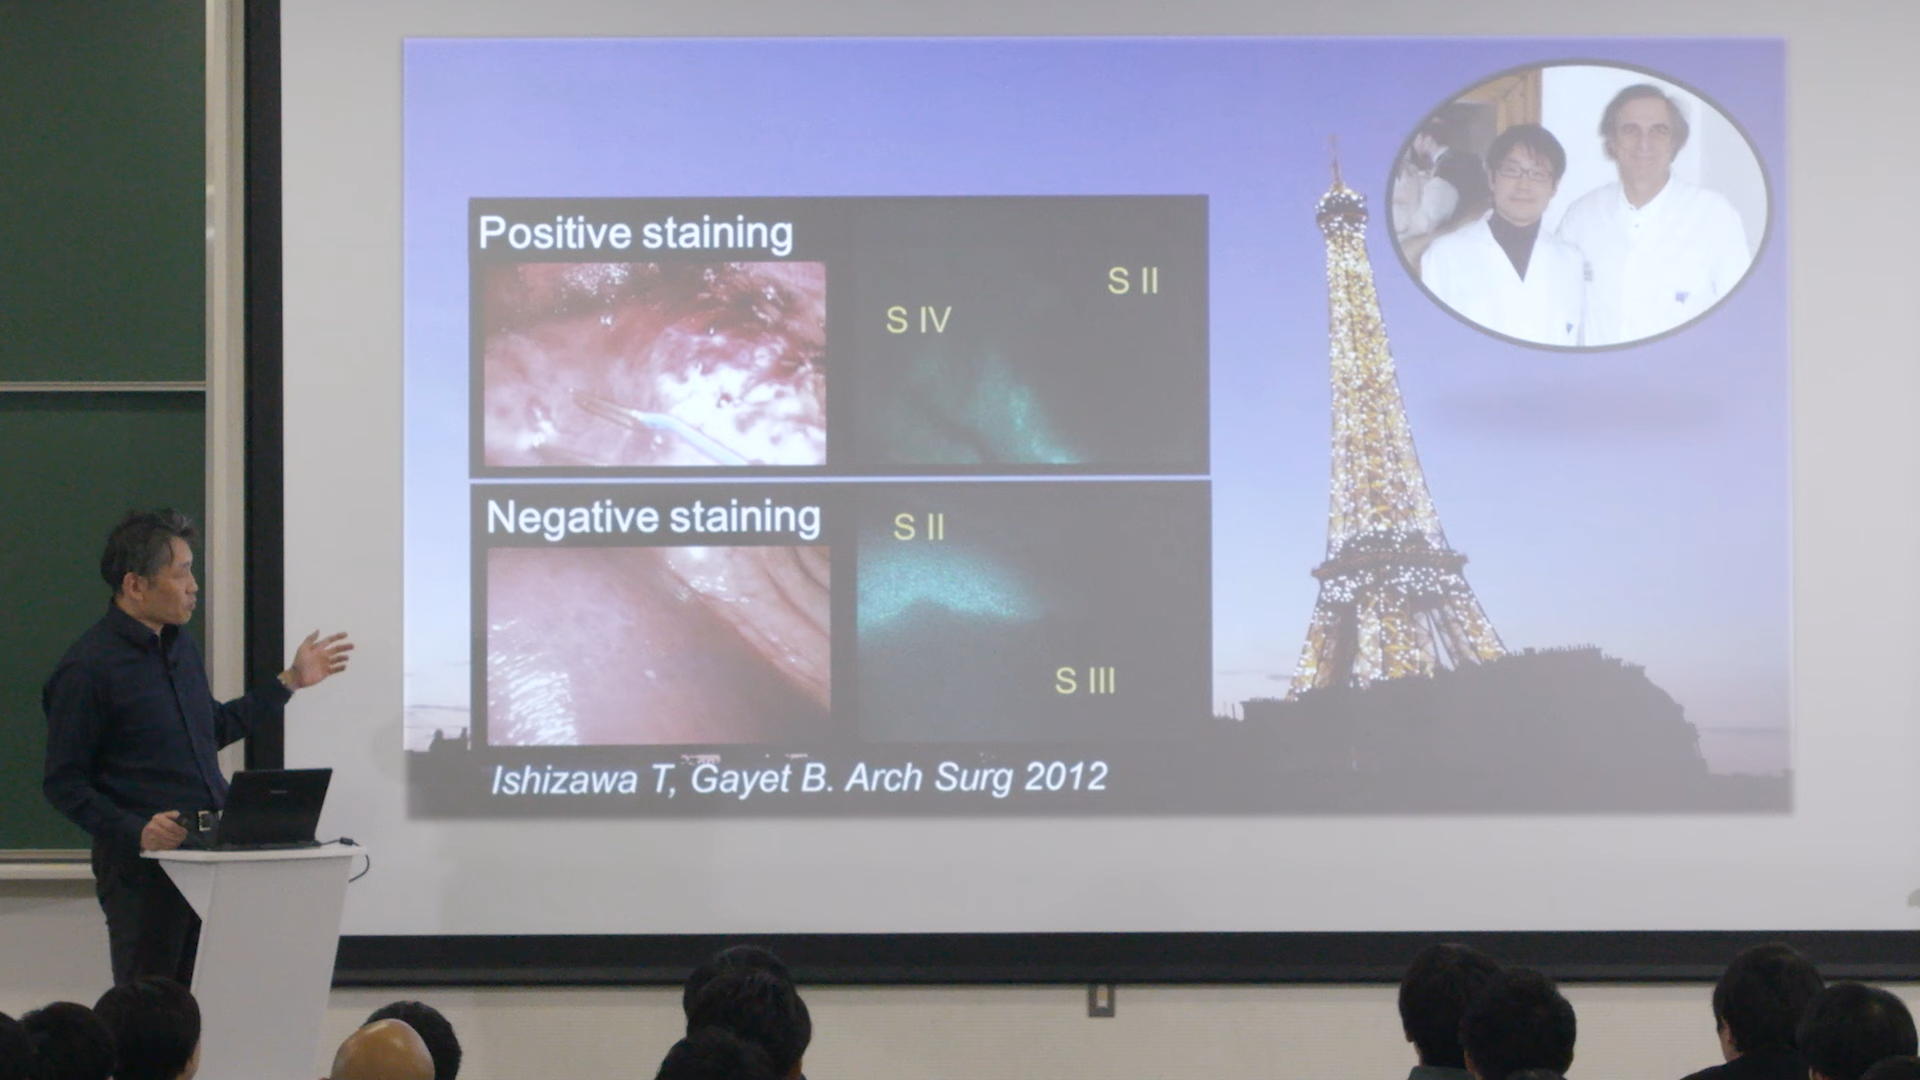 Positive staining
S II
S IV
Negative staining
S II
S III
Ishizawa T, Gayet B. Arch Surg 2012